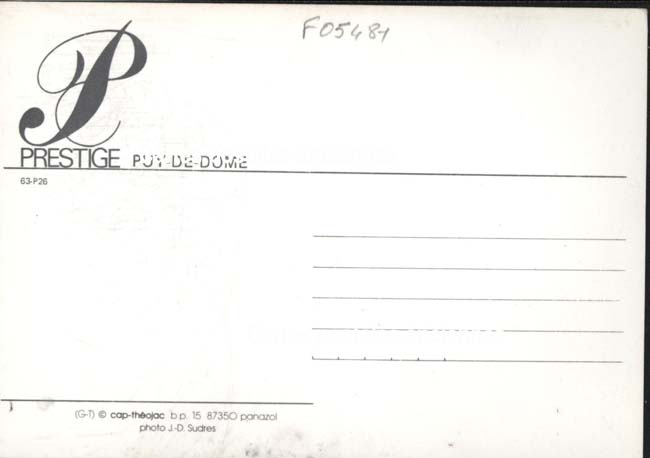 F05481
PRESTIGE PUY-DE-DOME
63-P26
(G-T) © cap-théojac b.p. 15 87350 panazol
photo J.-D. Sudres